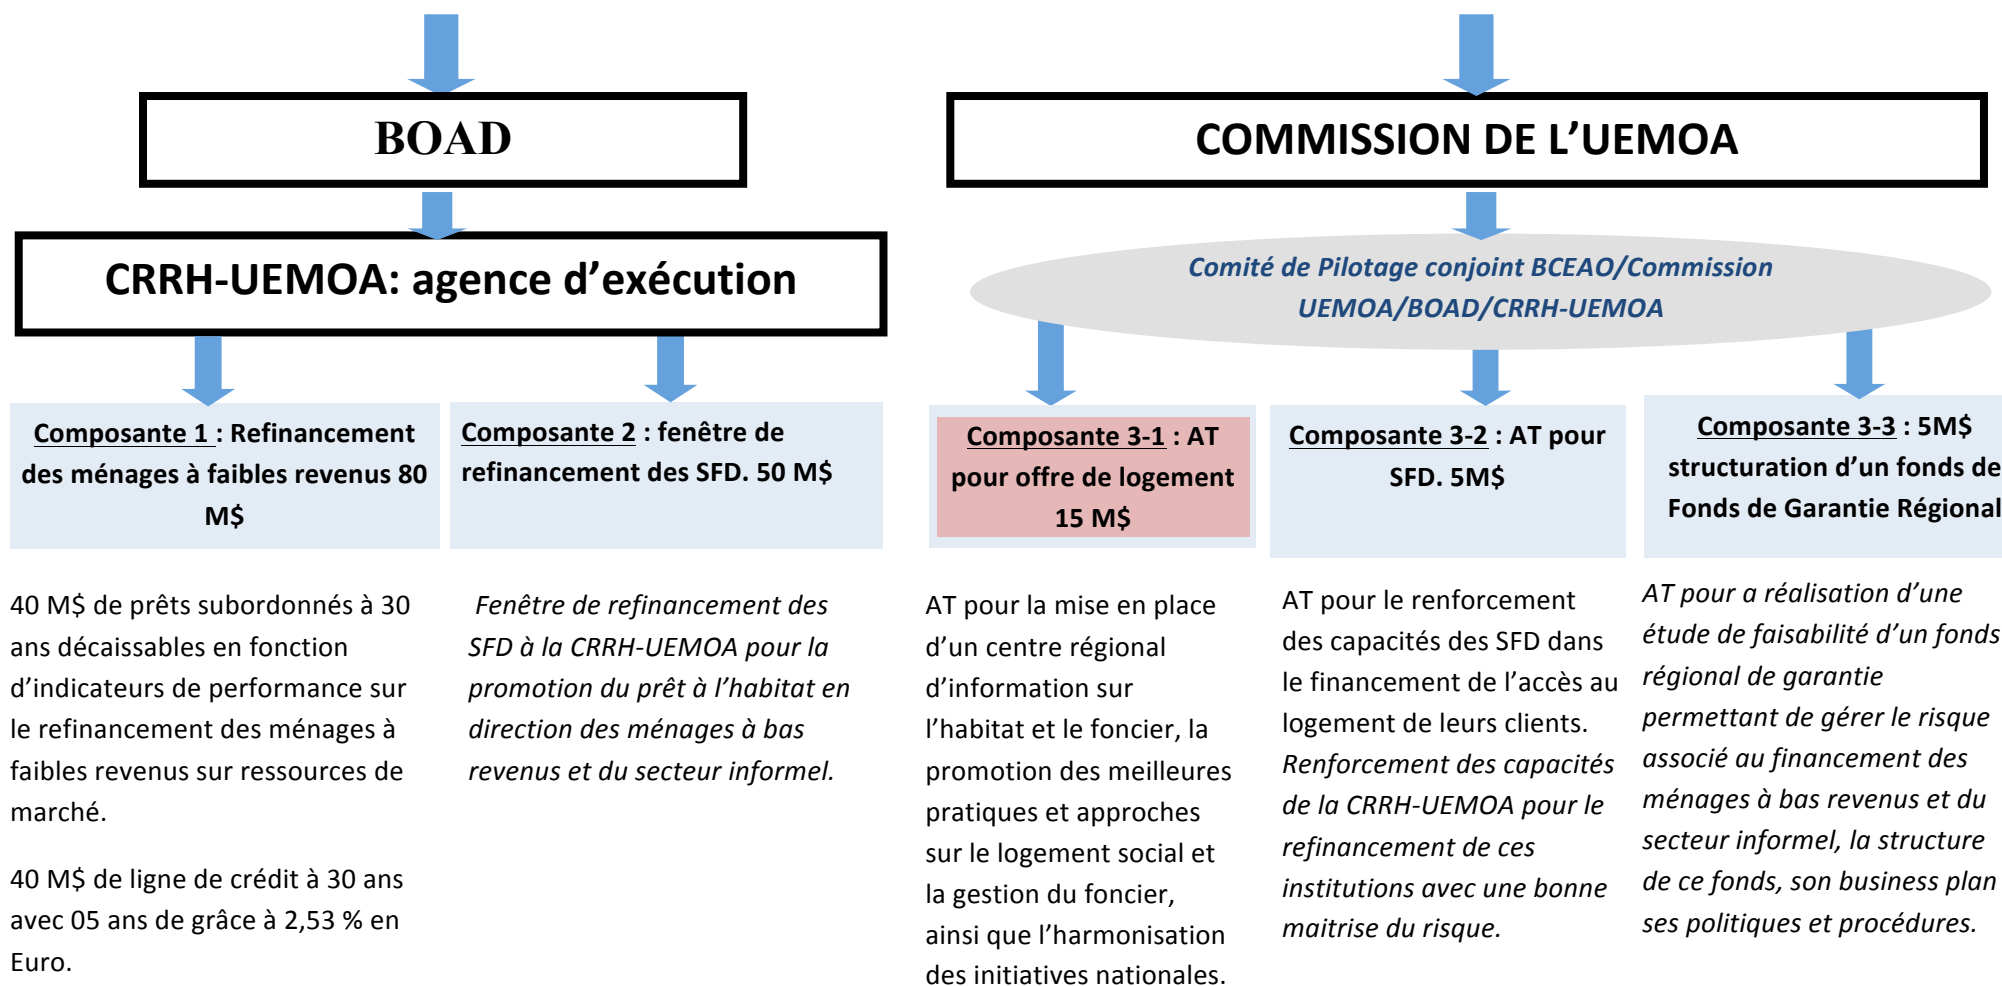 BOAD
COMMISSION DE L’UEMOA
CRRH-UEMOA: agence d’exécution
Comité de Pilotage conjoint BCEAO/Commission
UEMOA/BOAD/CRRH-UEMOA
Composante 1 : Refinancement
des ménages à faibles revenus 80
M$
Composante 2 : fenêtre de
refinancement des SFD. 50 M$
Composante 3-1 : AT
pour offre de logement
15 M$
Composante 3-2 : AT pour
SFD. 5M$
Composante 3-3 : 5M$
structuration d’un fonds de
Fonds de Garantie Régional
40 M$ de prêts subordonnés à 30
ans décaissables en fonction
d’indicateurs de performance sur
le refinancement des ménages à
faibles revenus sur ressources de
marché.
40 M$ de ligne de crédit à 30 ans
avec 05 ans de grâce à 2,53 % en
Euro.
Fenêtre de refinancement des
SFD à la CRRH-UEMOA pour la
promotion du prêt à l’habitat en
direction des ménages à bas
revenus et du secteur informel.
AT pour la mise en place
d’un centre régional
d’information sur
l’habitat et le foncier, la
promotion des meilleures
pratiques et approches
sur le logement social et
la gestion du foncier,
ainsi que l’harmonisation
des initiatives nationales.
AT pour le renforcement
des capacités des SFD dans
le financement de l’accès au
logement de leurs clients.
Renforcement des capacités
de la CRRH-UEMOA pour le
refinancement de ces
institutions avec une bonne
maitrise du risque.
AT pour a réalisation d’une
étude de faisabilité d’un fonds
régional de garantie
permettant de gérer le risque
associé au financement des
ménages à bas revenus et du
secteur informel, la structure
de ce fonds, son business plan
ses politiques et procédures.